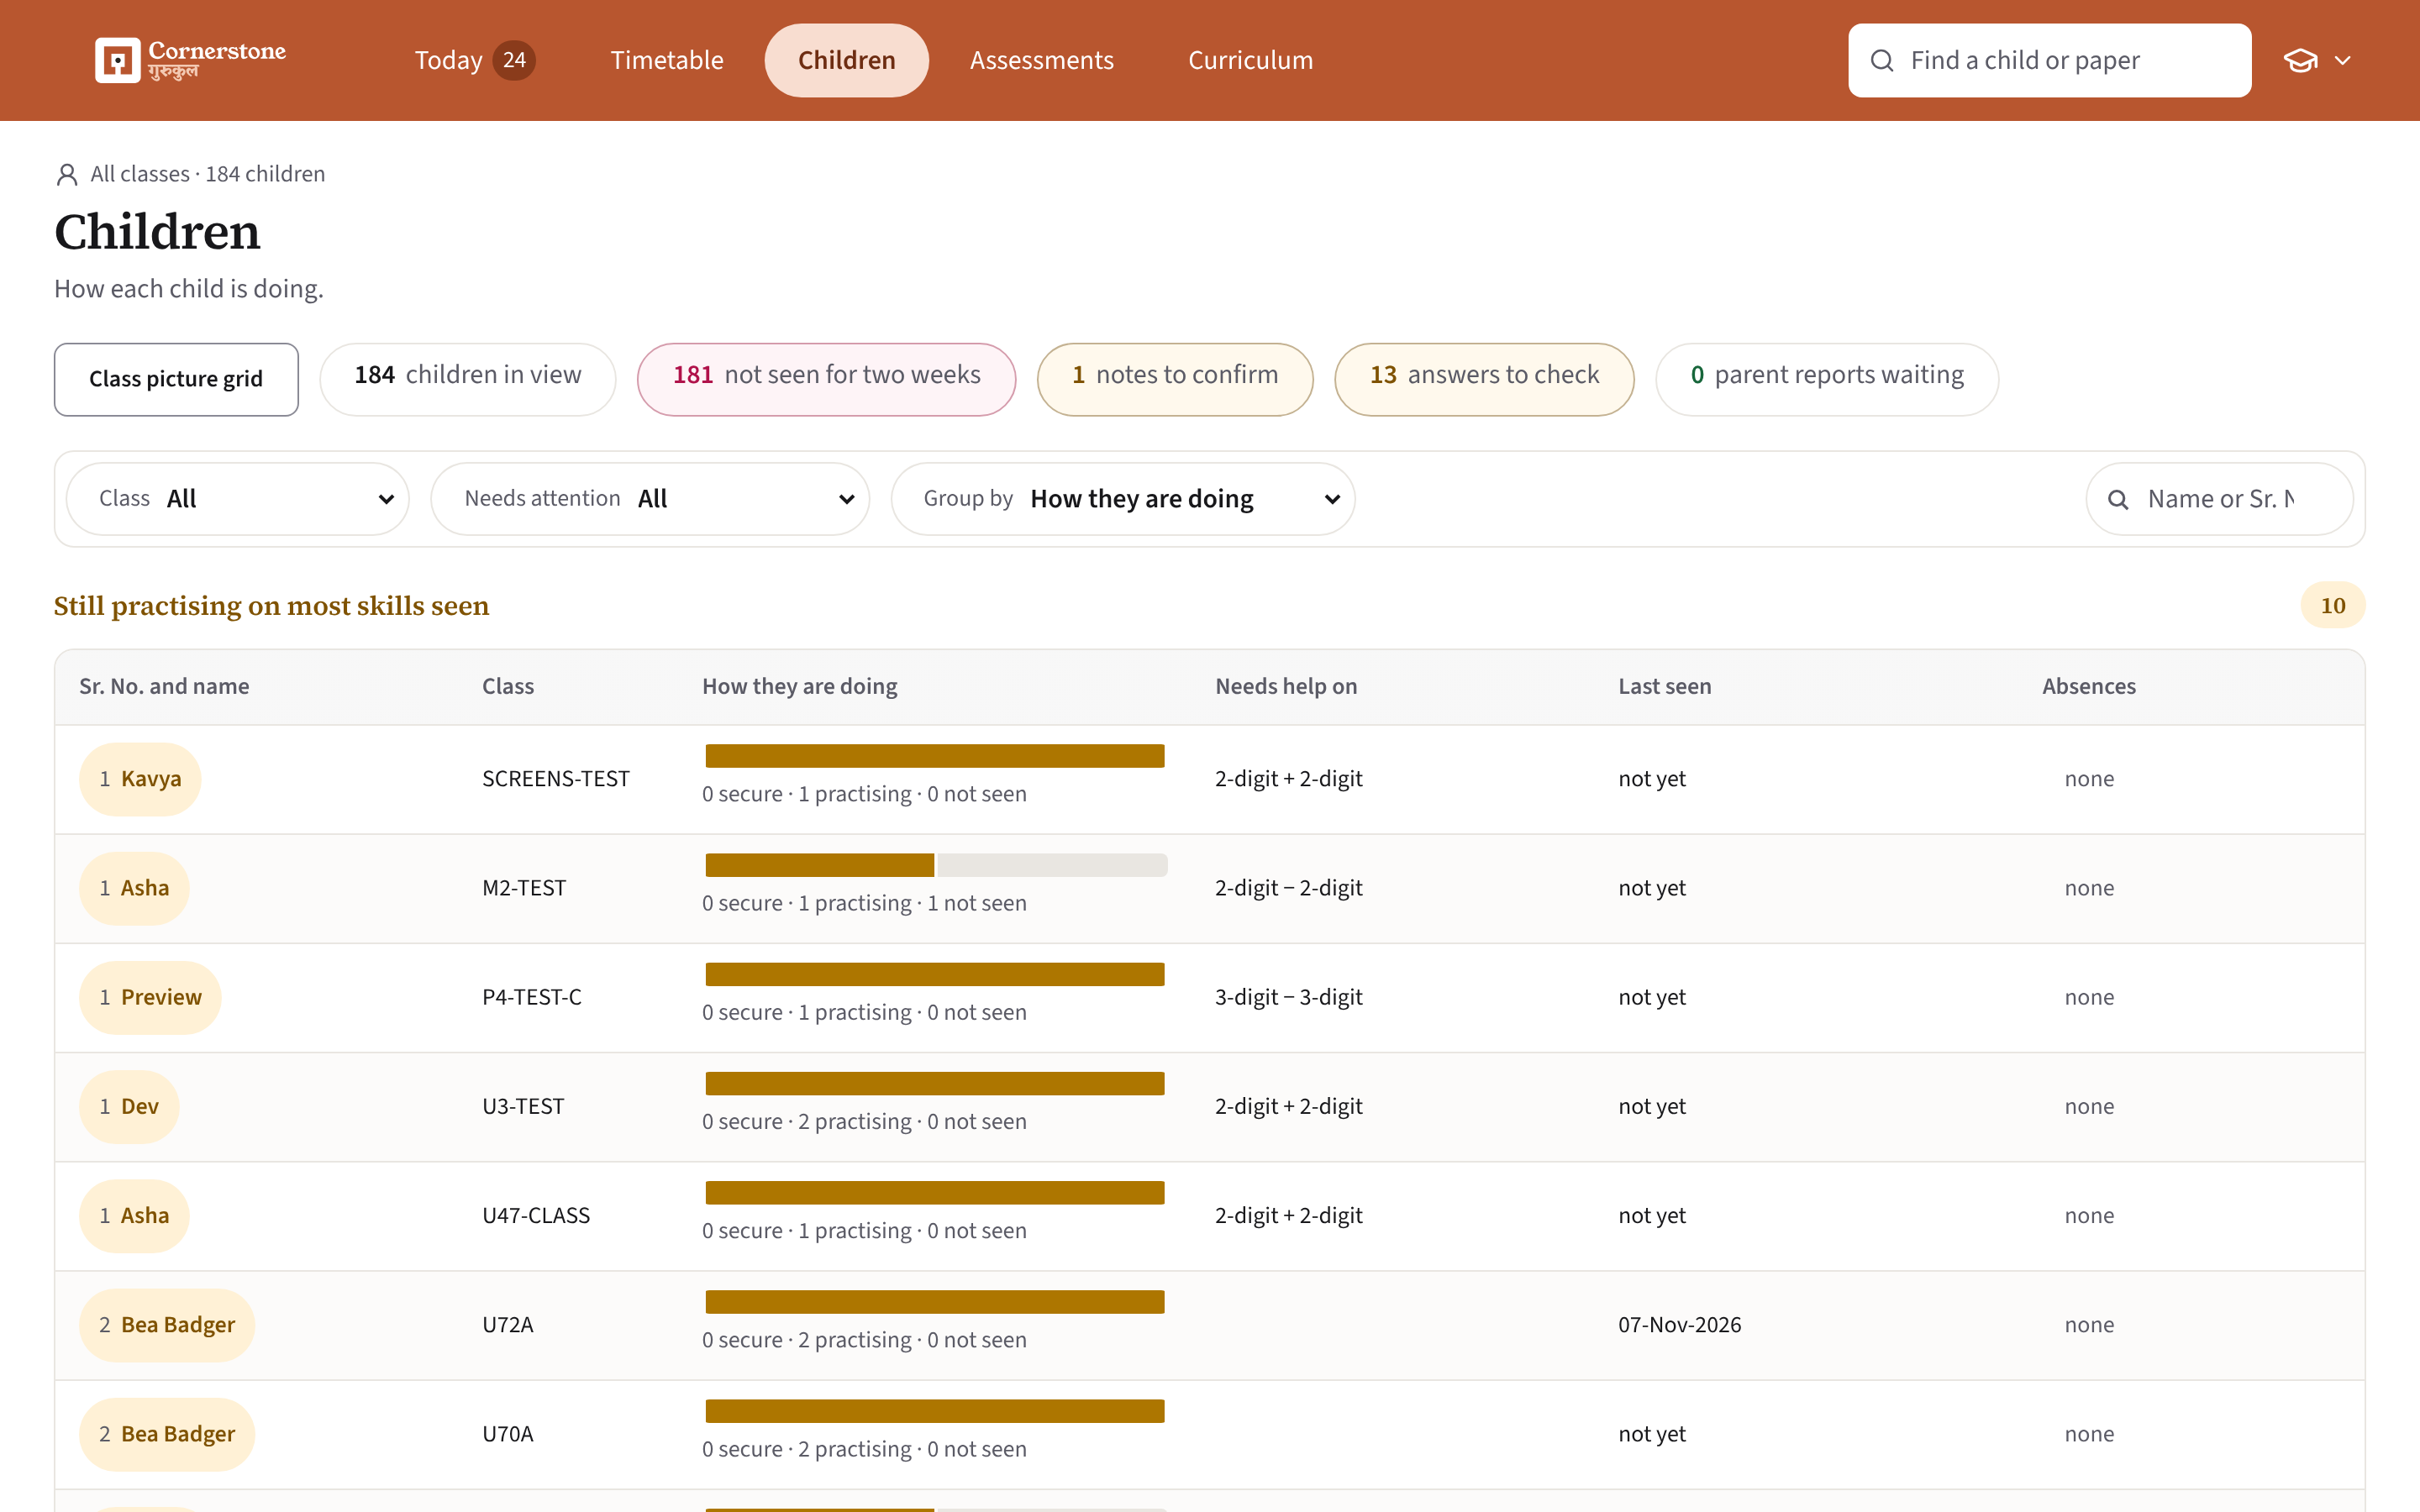 Cornerstone
गुरुकुल
Today 24
Timetable
Children
Assessments
Curriculum
Find a child or paper
All classes · 184 children
Children
How each child is doing.
Class picture grid
184 children in view
181 not seen for two weeks
1 notes to confirm
13 answers to check
0 parent reports waiting
Class All
Needs attention All
Group by How they are doing
Name or Sr. N
Still practising on most skills seen 10
Sr. No. and name Class How they are doing Needs help on Last seen Absences
1 Kavya SCREENS-TEST 2-digit + 2-digit not yet none
0 secure · 1 practising · 0 not seen
1 Asha M2-TEST 2-digit − 2-digit not yet none
0 secure · 1 practising · 1 not seen
1 Preview P4-TEST-C 3-digit − 3-digit not yet none
0 secure · 1 practising · 0 not seen
1 Dev U3-TEST 2-digit + 2-digit not yet none
0 secure · 2 practising · 0 not seen
1 Asha U47-CLASS 2-digit + 2-digit not yet none
0 secure · 1 practising · 0 not seen
2 Bea Badger U72A 07-Nov-2026 none
0 secure · 2 practising · 0 not seen
2 Bea Badger U70A not yet none
0 secure · 2 practising · 0 not seen